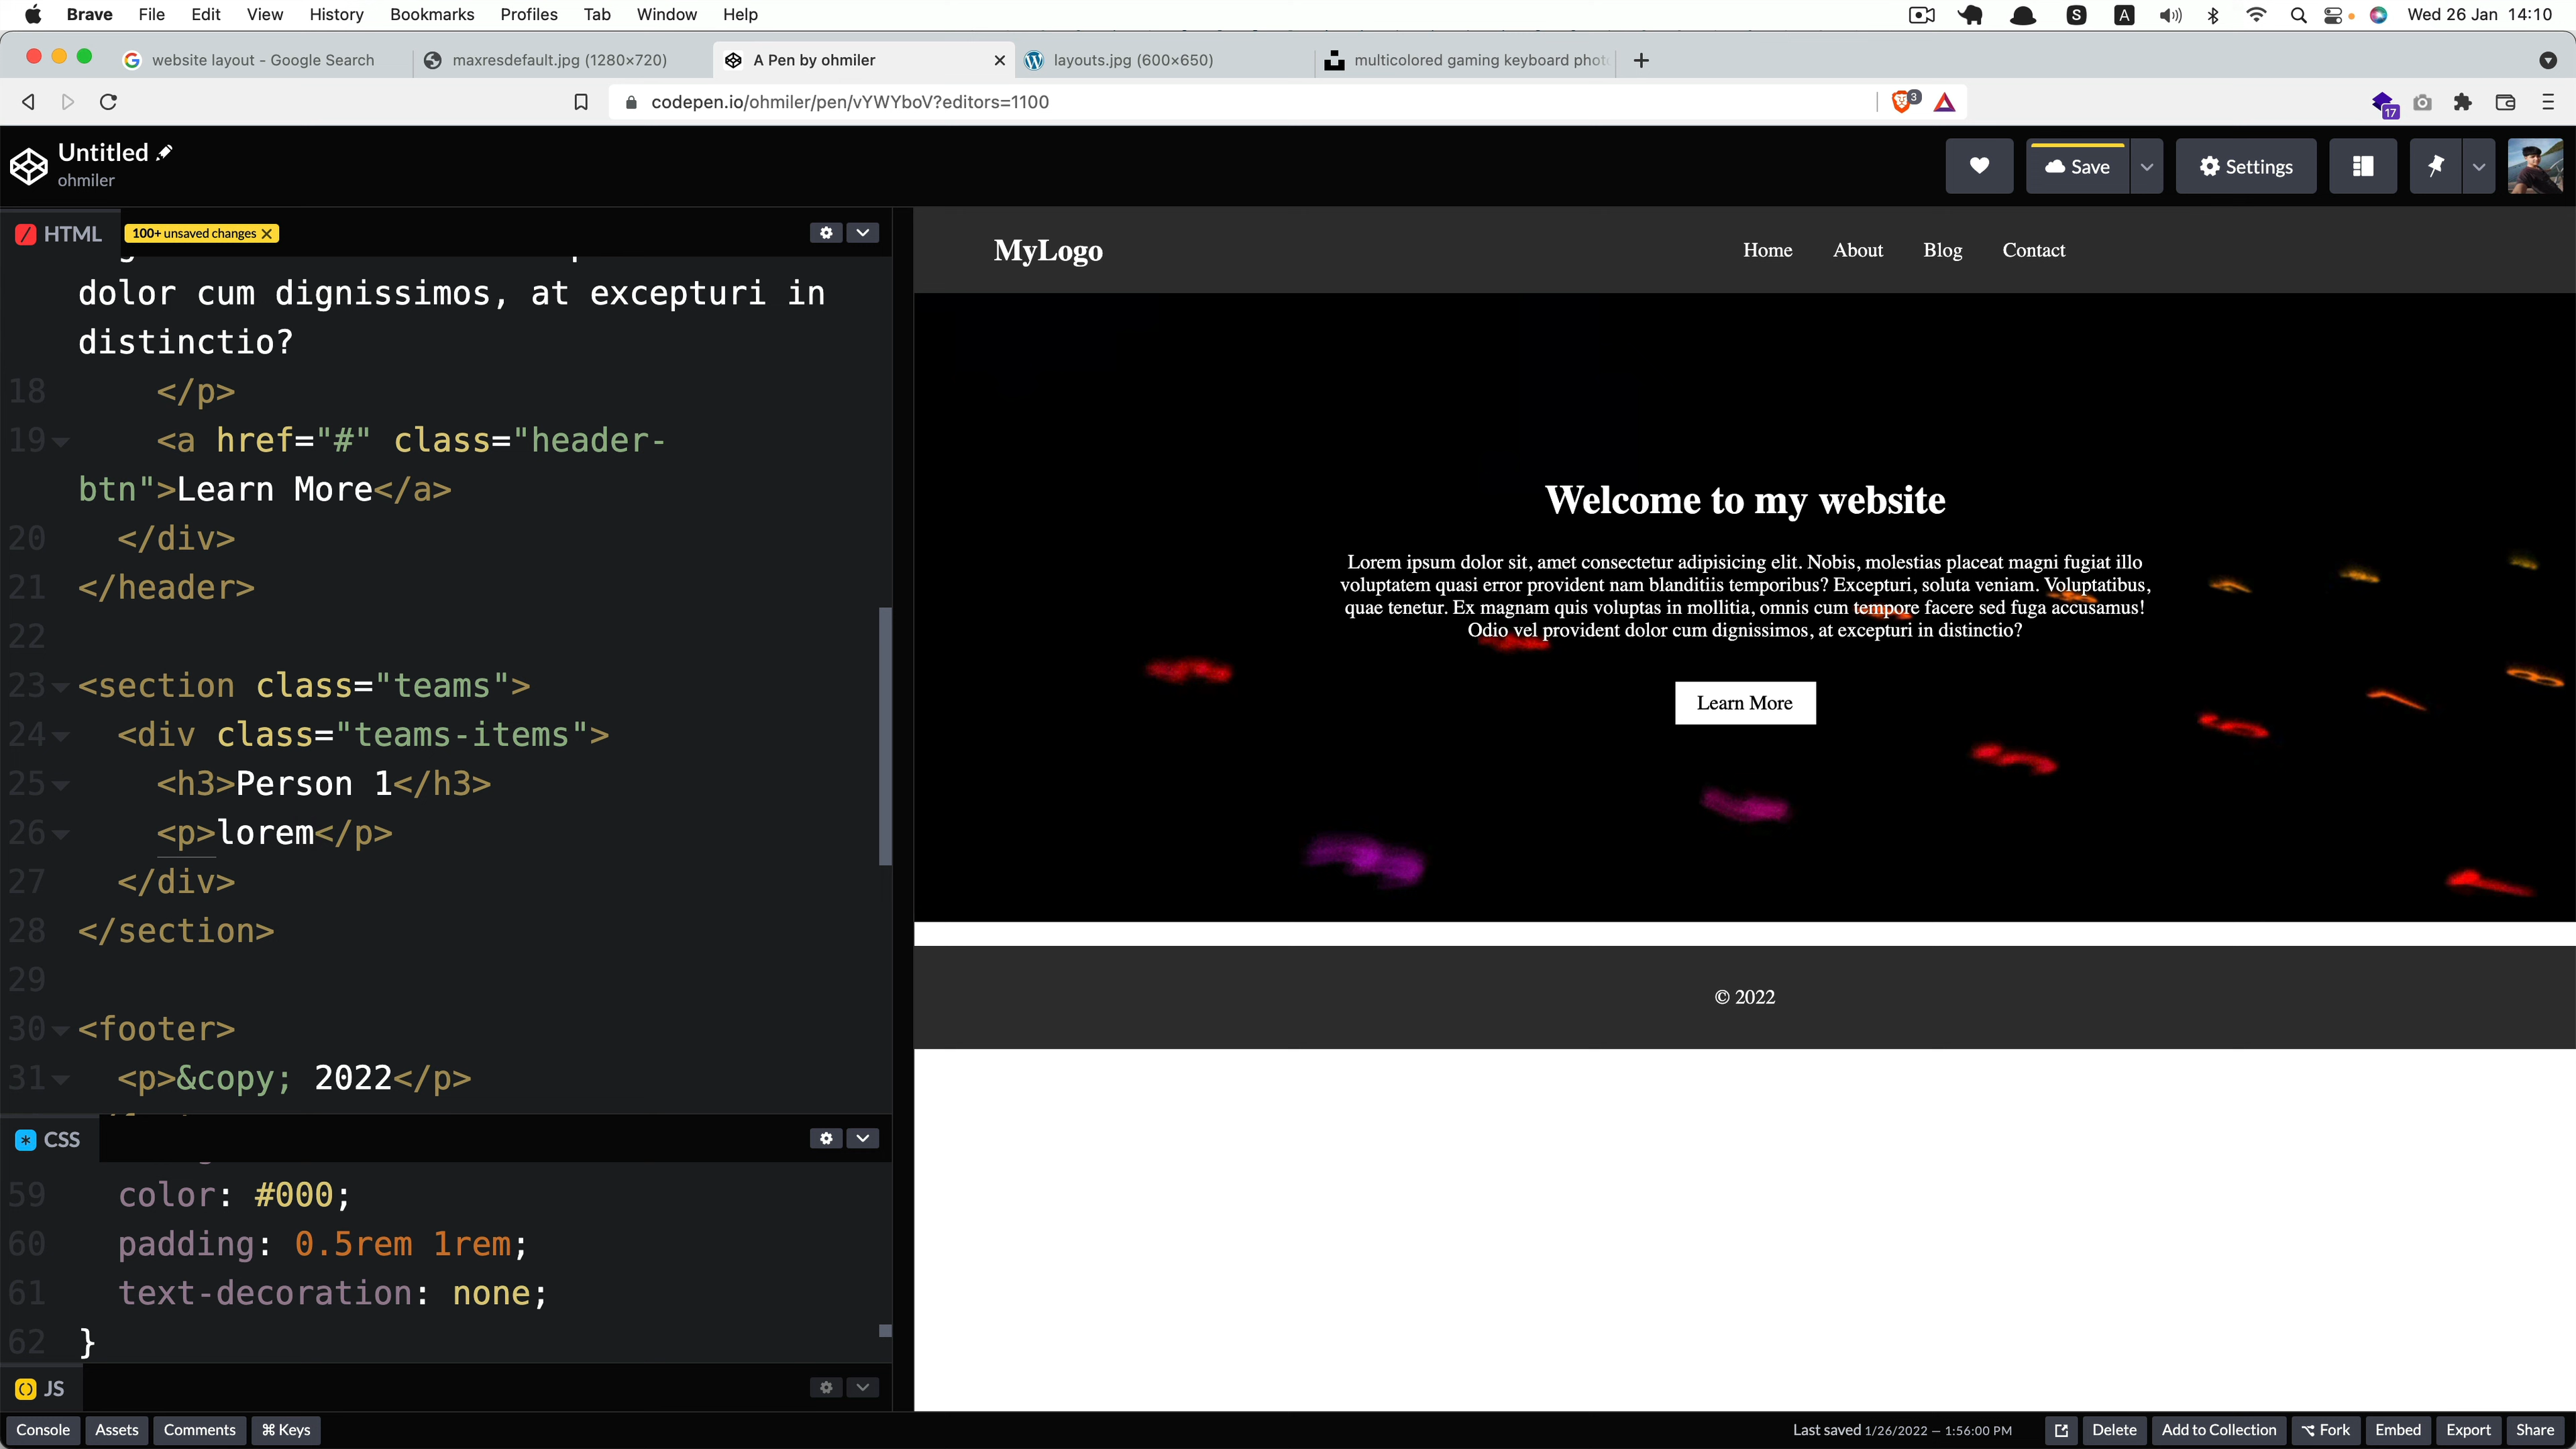 Brave File Edit View History Bookmarks Profiles Tab Window Help
Wed 26 Jan 14:10
website layout - Google Search
maxresdefault.jpg (1280×720)
A Pen by ohmiler
layouts.jpg (600×650)
multicolored gaming keyboard phot
codepen.io/ohmiler/pen/vYWYboV?editors=1100
3
17
Untitled
ohmiler
Save
Settings
HTML
100+ unsaved changes
dolor cum dignissimos, at excepturi in
distinctio?
18 </p>
19 <a href="#" class="header-
btn">Learn More</a>
20 </div>
21 </header>
22
23 <section class="teams">
24 <div class="teams-items">
25 <h3>Person 1</h3>
26 <p>lorem</p>
27 </div>
28 </section>
29
30 <footer>
31 <p>&copy; 2022</p>
CSS
59 color: #000;
60 padding: 0.5rem 1rem;
61 text-decoration: none;
62 }
JS
MyLogo
Home About Blog Contact
Welcome to my website
Lorem ipsum dolor sit, amet consectetur adipisicing elit. Nobis, molestias placeat magni fugiat illo
voluptatem quasi error provident nam blanditiis temporibus? Excepturi, soluta veniam. Voluptatibus,
quae tenetur. Ex magnam quis voluptas in mollitia, omnis cum tempore facere sed fuga accusamus!
Odio vel provident dolor cum dignissimos, at excepturi in distinctio?
Learn More
© 2022
Console Assets Comments ⌘ Keys
Last saved 1/26/2022 — 1:56:00 PM
Delete Add to Collection Fork Embed Export Share